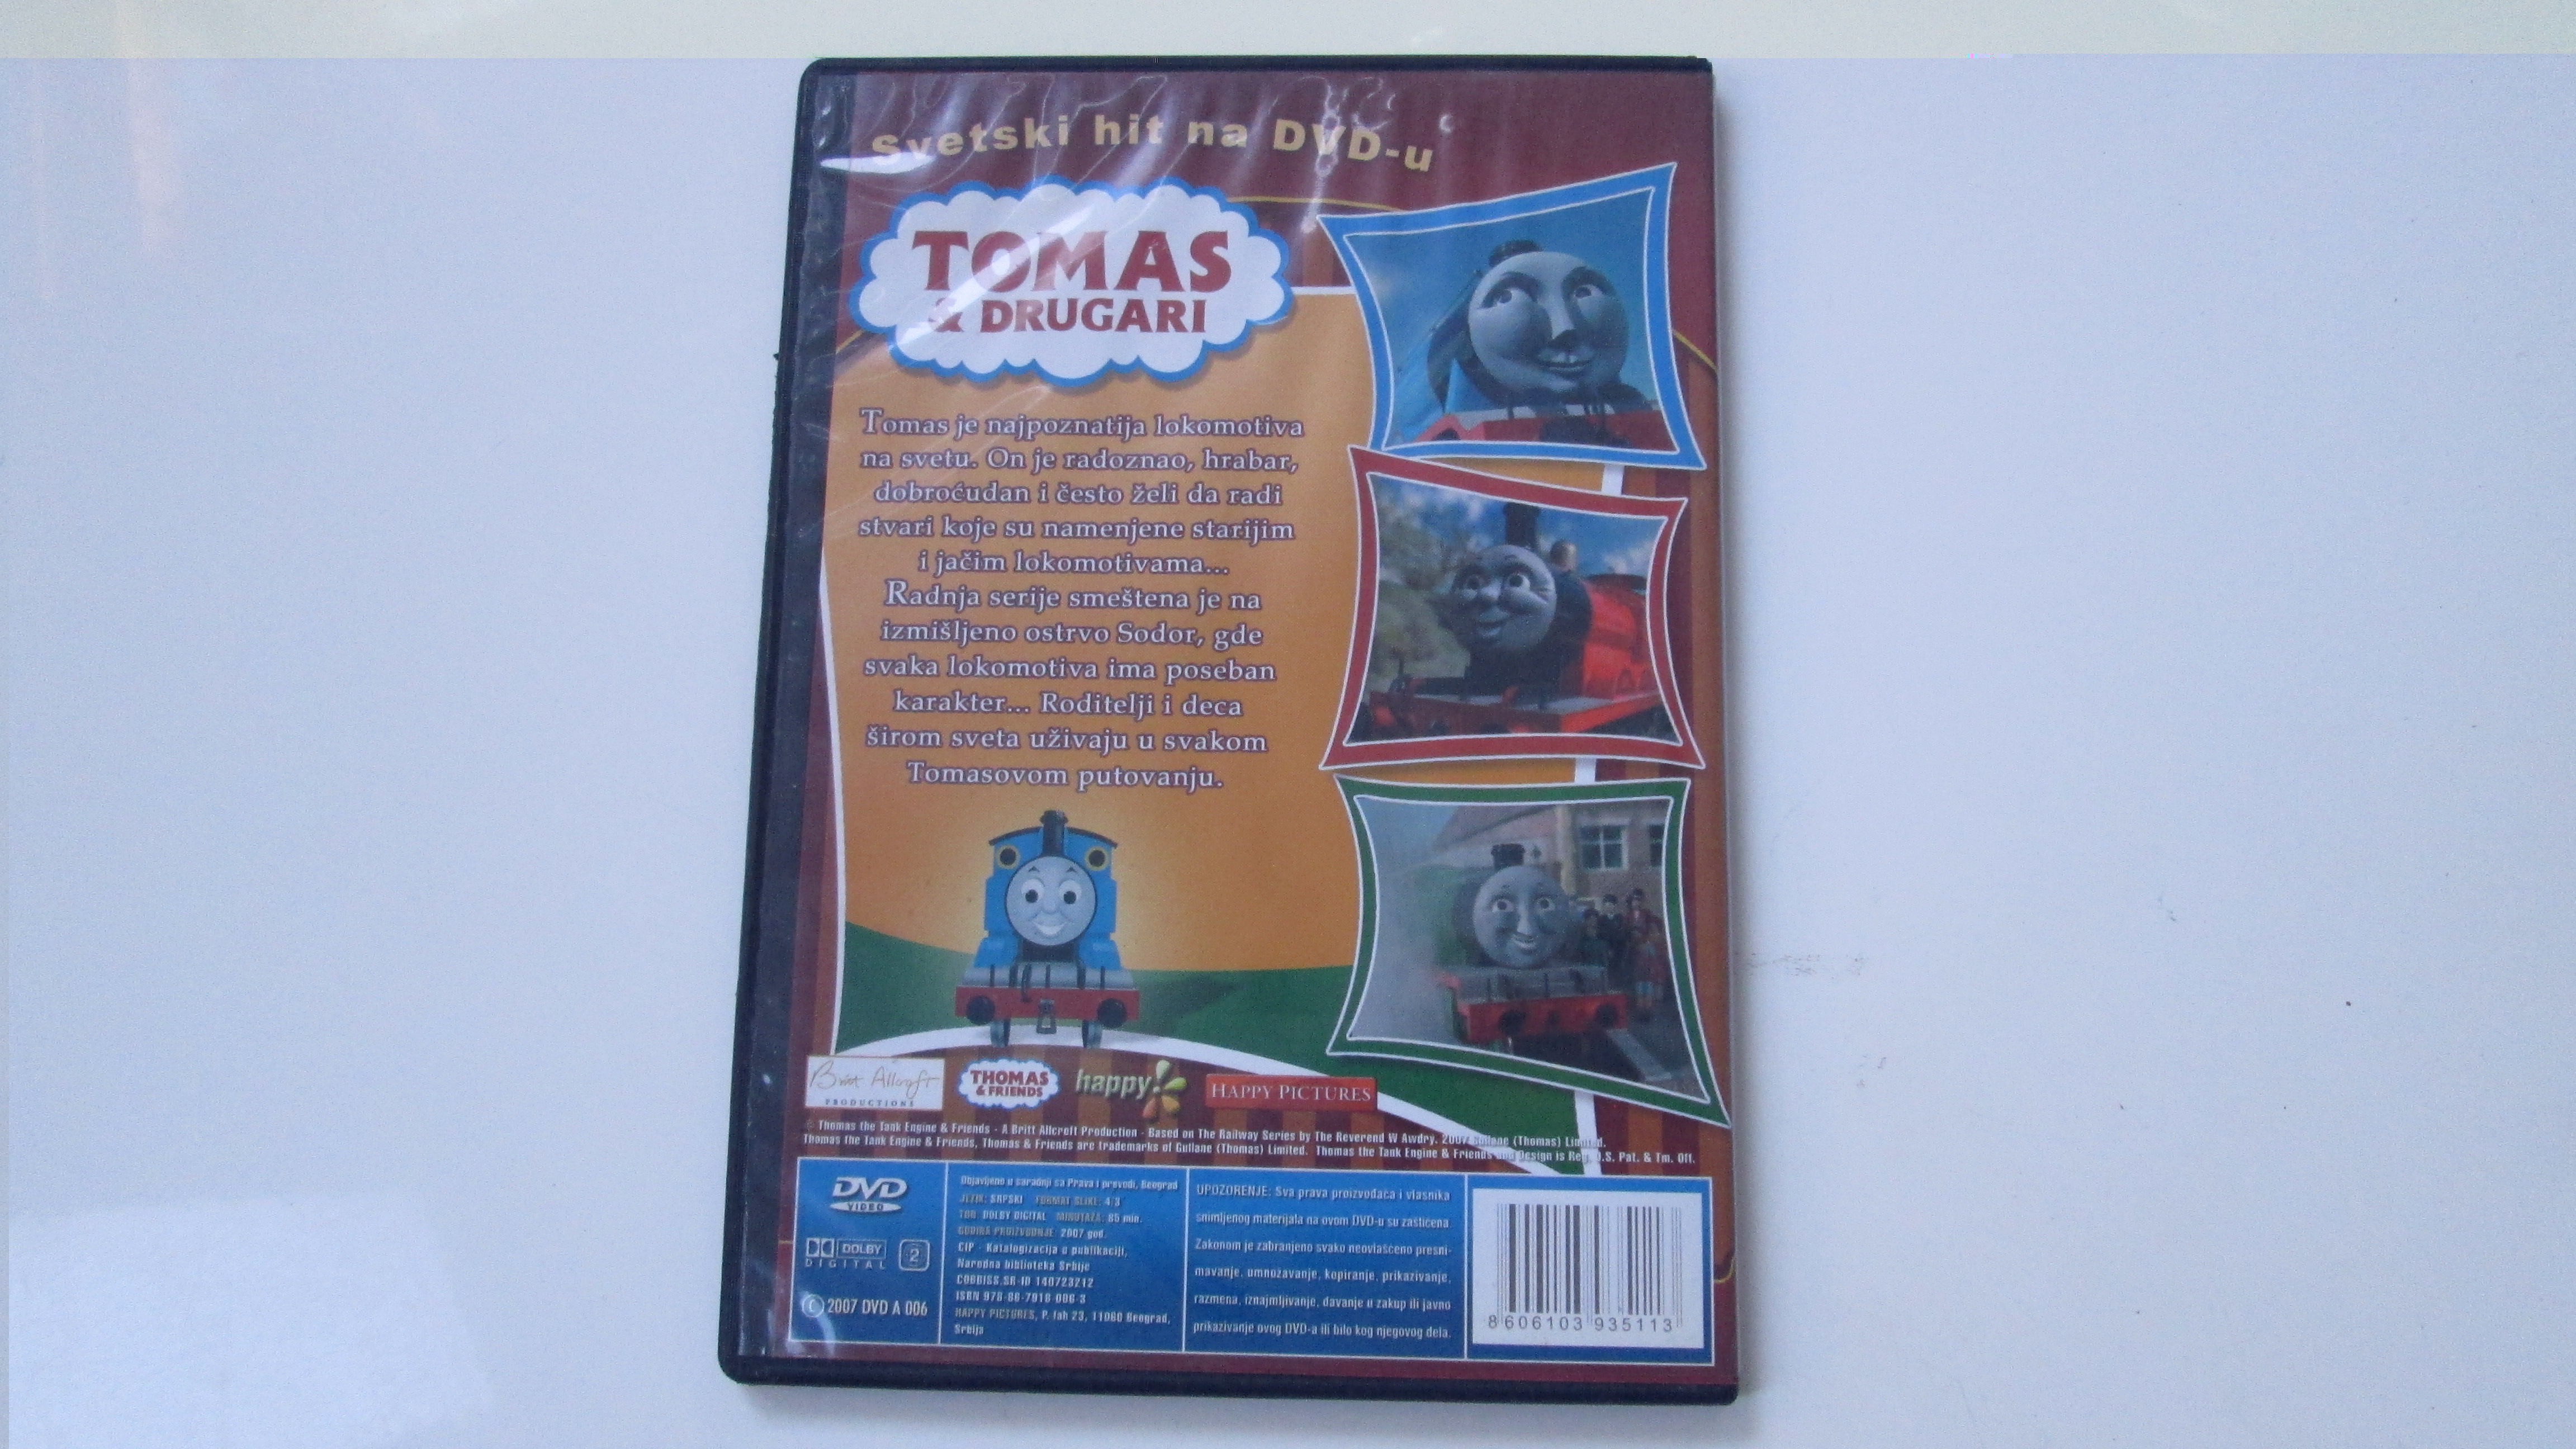 Svetski hit na DVD-u
TOMAS
& DRUGARI
Tomas je najpoznatija lokomotiva
na svetu. On je radoznao, hrabar,
dobroćudan i često želi da radi
stvari koje su namenjene starijim
i jačim lokomotivama...
Radnja serije smeštena je na
izmišljeno ostrvo Sodor, gde
svaka lokomotiva ima poseban
karakter... Roditelji i deca
širom sveta uživaju u svakom
Tomasovom putovanju.
Britt Allcroft
PRODUCTIONS
THOMAS
& FRIENDS
happy!
HAPPY PICTURES
© Thomas the Tank Engine & Friends - A Britt Allcroft Production - Based on The Railway Series by The Reverend W Awdry. 2007 Gullane (Thomas) Limited.
Thomas the Tank Engine & Friends, Thomas & Friends are trademarks of Gullane (Thomas) Limited. Thomas the Tank Engine & Friends and Design is Reg. U.S. Pat. & Tm. Off.
DVD
VIDEO
DOLBY
DIGITAL
2
© 2007 DVD A 006
Objavljeno u saradnji sa Prava i prevodi, Beograd
JEZIK: SRPSKI FORMAT SLIKE: 4:3
TON: DOLBY DIGITAL MINUTAŽA: 85 min.
GODINA PROIZVODNJE: 2007 god.
CIP - Katalogizacija u publikaciji,
Narodna biblioteka Srbije
COBISS.SR-ID 140723212
ISBN 978-86-7918-006-3
HAPPY PICTURES, P. fah 23, 11080 Beograd,
Srbija
UPOZORENJE: Sva prava proizvođača i vlasnika
snimljenog materijala na ovom DVD-u su zaštićena.
Zakonom je zabranjeno svako neovlašćeno presni-
mavanje, umnožavanje, kopiranje, prikazivanje,
razmena, iznajmljivanje, davanje u zakup ili javno
prikazivanje ovog DVD-a ili bilo kog njegovog dela.
8 606103 935113